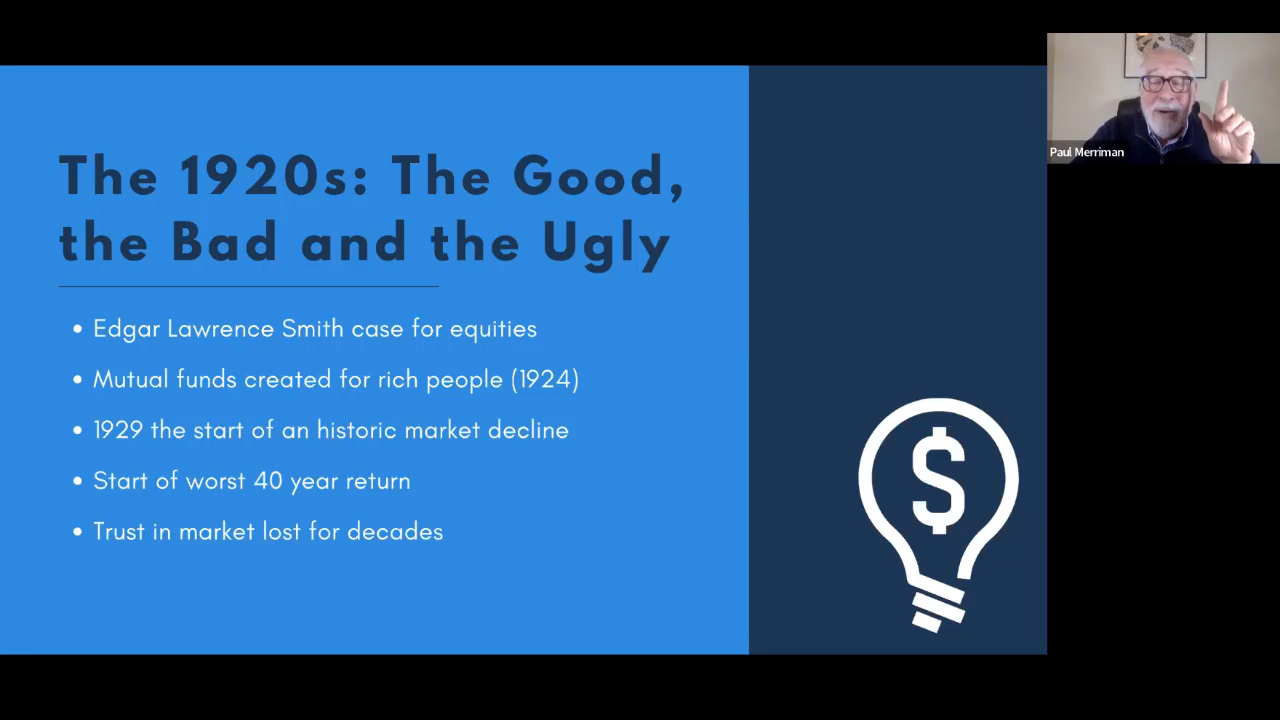 The 1920s: The Good,
the Bad and the Ugly
• Edgar Lawrence Smith case for equities
• Mutual funds created for rich people (1924)
• 1929 the start of an historic market decline
• Start of worst 40 year return
• Trust in market lost for decades
$
Paul Merriman